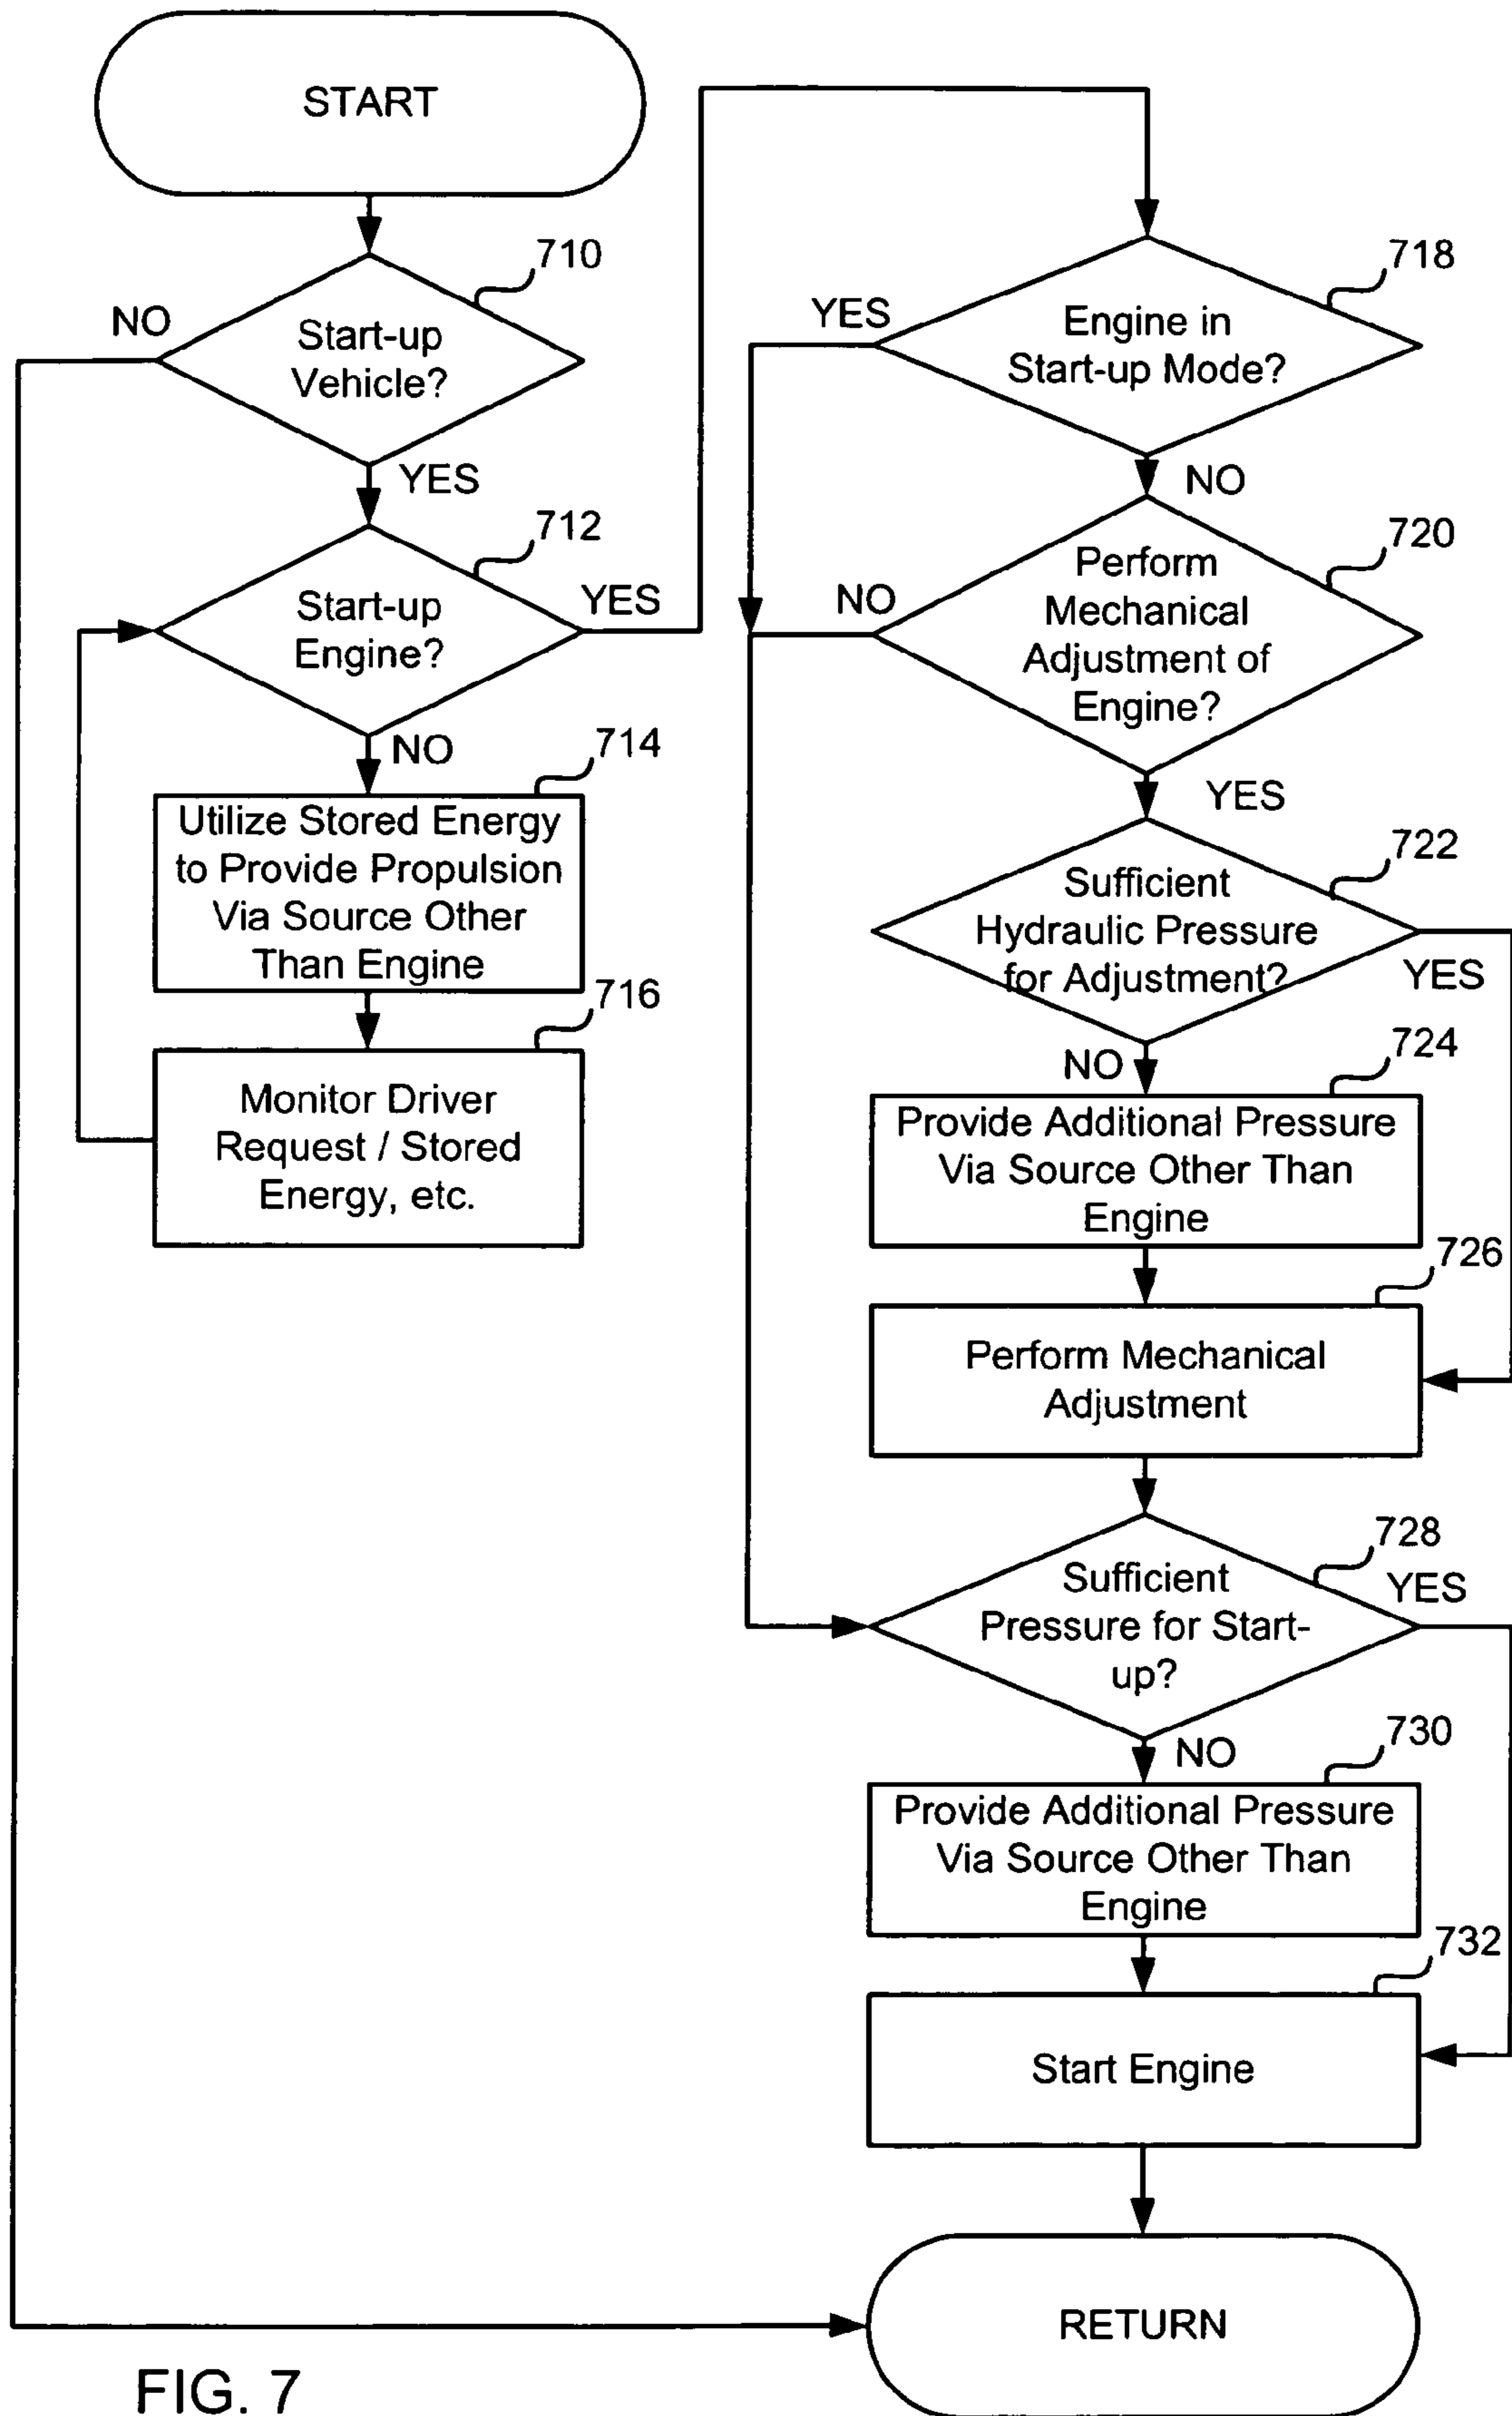 START
710
NO
Start-up
Vehicle?
YES
712
Start-up
Engine?
YES
NO
714
Utilize Stored Energy
to Provide Propulsion
Via Source Other
Than Engine
716
Monitor Driver
Request / Stored
Energy, etc.
718
YES
Engine in
Start-up Mode?
NO
720
NO
Perform
Mechanical
Adjustment of
Engine?
YES
722
Sufficient
Hydraulic Pressure
for Adjustment?
YES
NO
724
Provide Additional Pressure
Via Source Other Than
Engine
726
Perform Mechanical
Adjustment
728
Sufficient
Pressure for Start-
up?
YES
NO
730
Provide Additional Pressure
Via Source Other Than
Engine
732
Start Engine
RETURN
FIG. 7